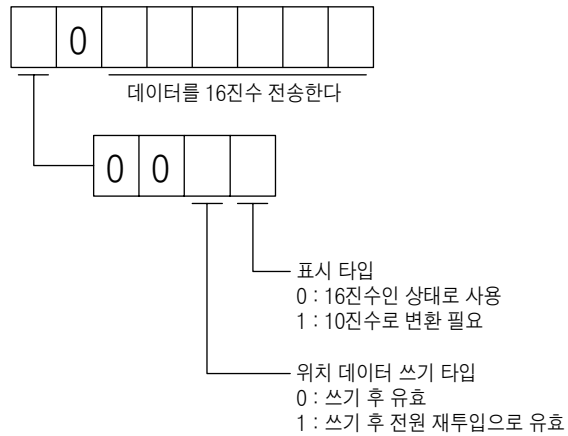 0
데이터를 16진수 전송한다
0 0
표시 타입
0 : 16진수인 상태로 사용
1 : 10진수로 변환 필요
위치 데이터 쓰기 타입
0 : 쓰기 후 유효
1 : 쓰기 후 전원 재투입으로 유효